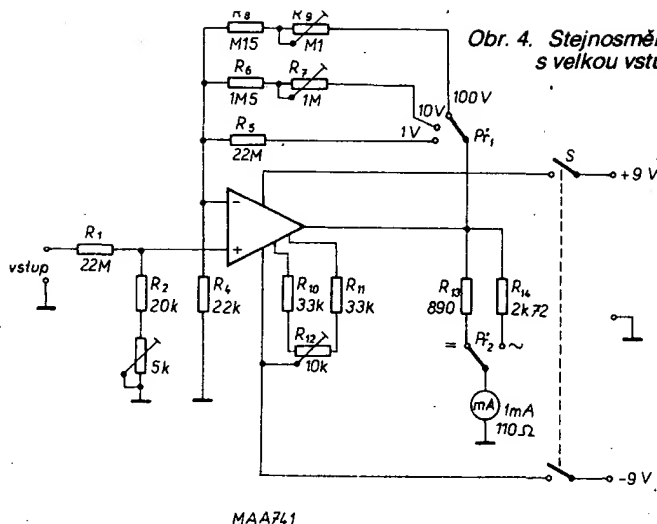 Obr. 4. Stejnosměr
s velkou vstu
R8
M15
R9
M1
R6
1M5
R7
1M
R5
22M
100V
10V
1V
Př1
S
+9 V
R1
22M
vstup
R2
20k
5k
R4
22k
R10
33k
R11
33k
R12
10k
R13
890
R14
2k72
=
Př2
~
mA
1mA
110Ω
-9 V
MAA741